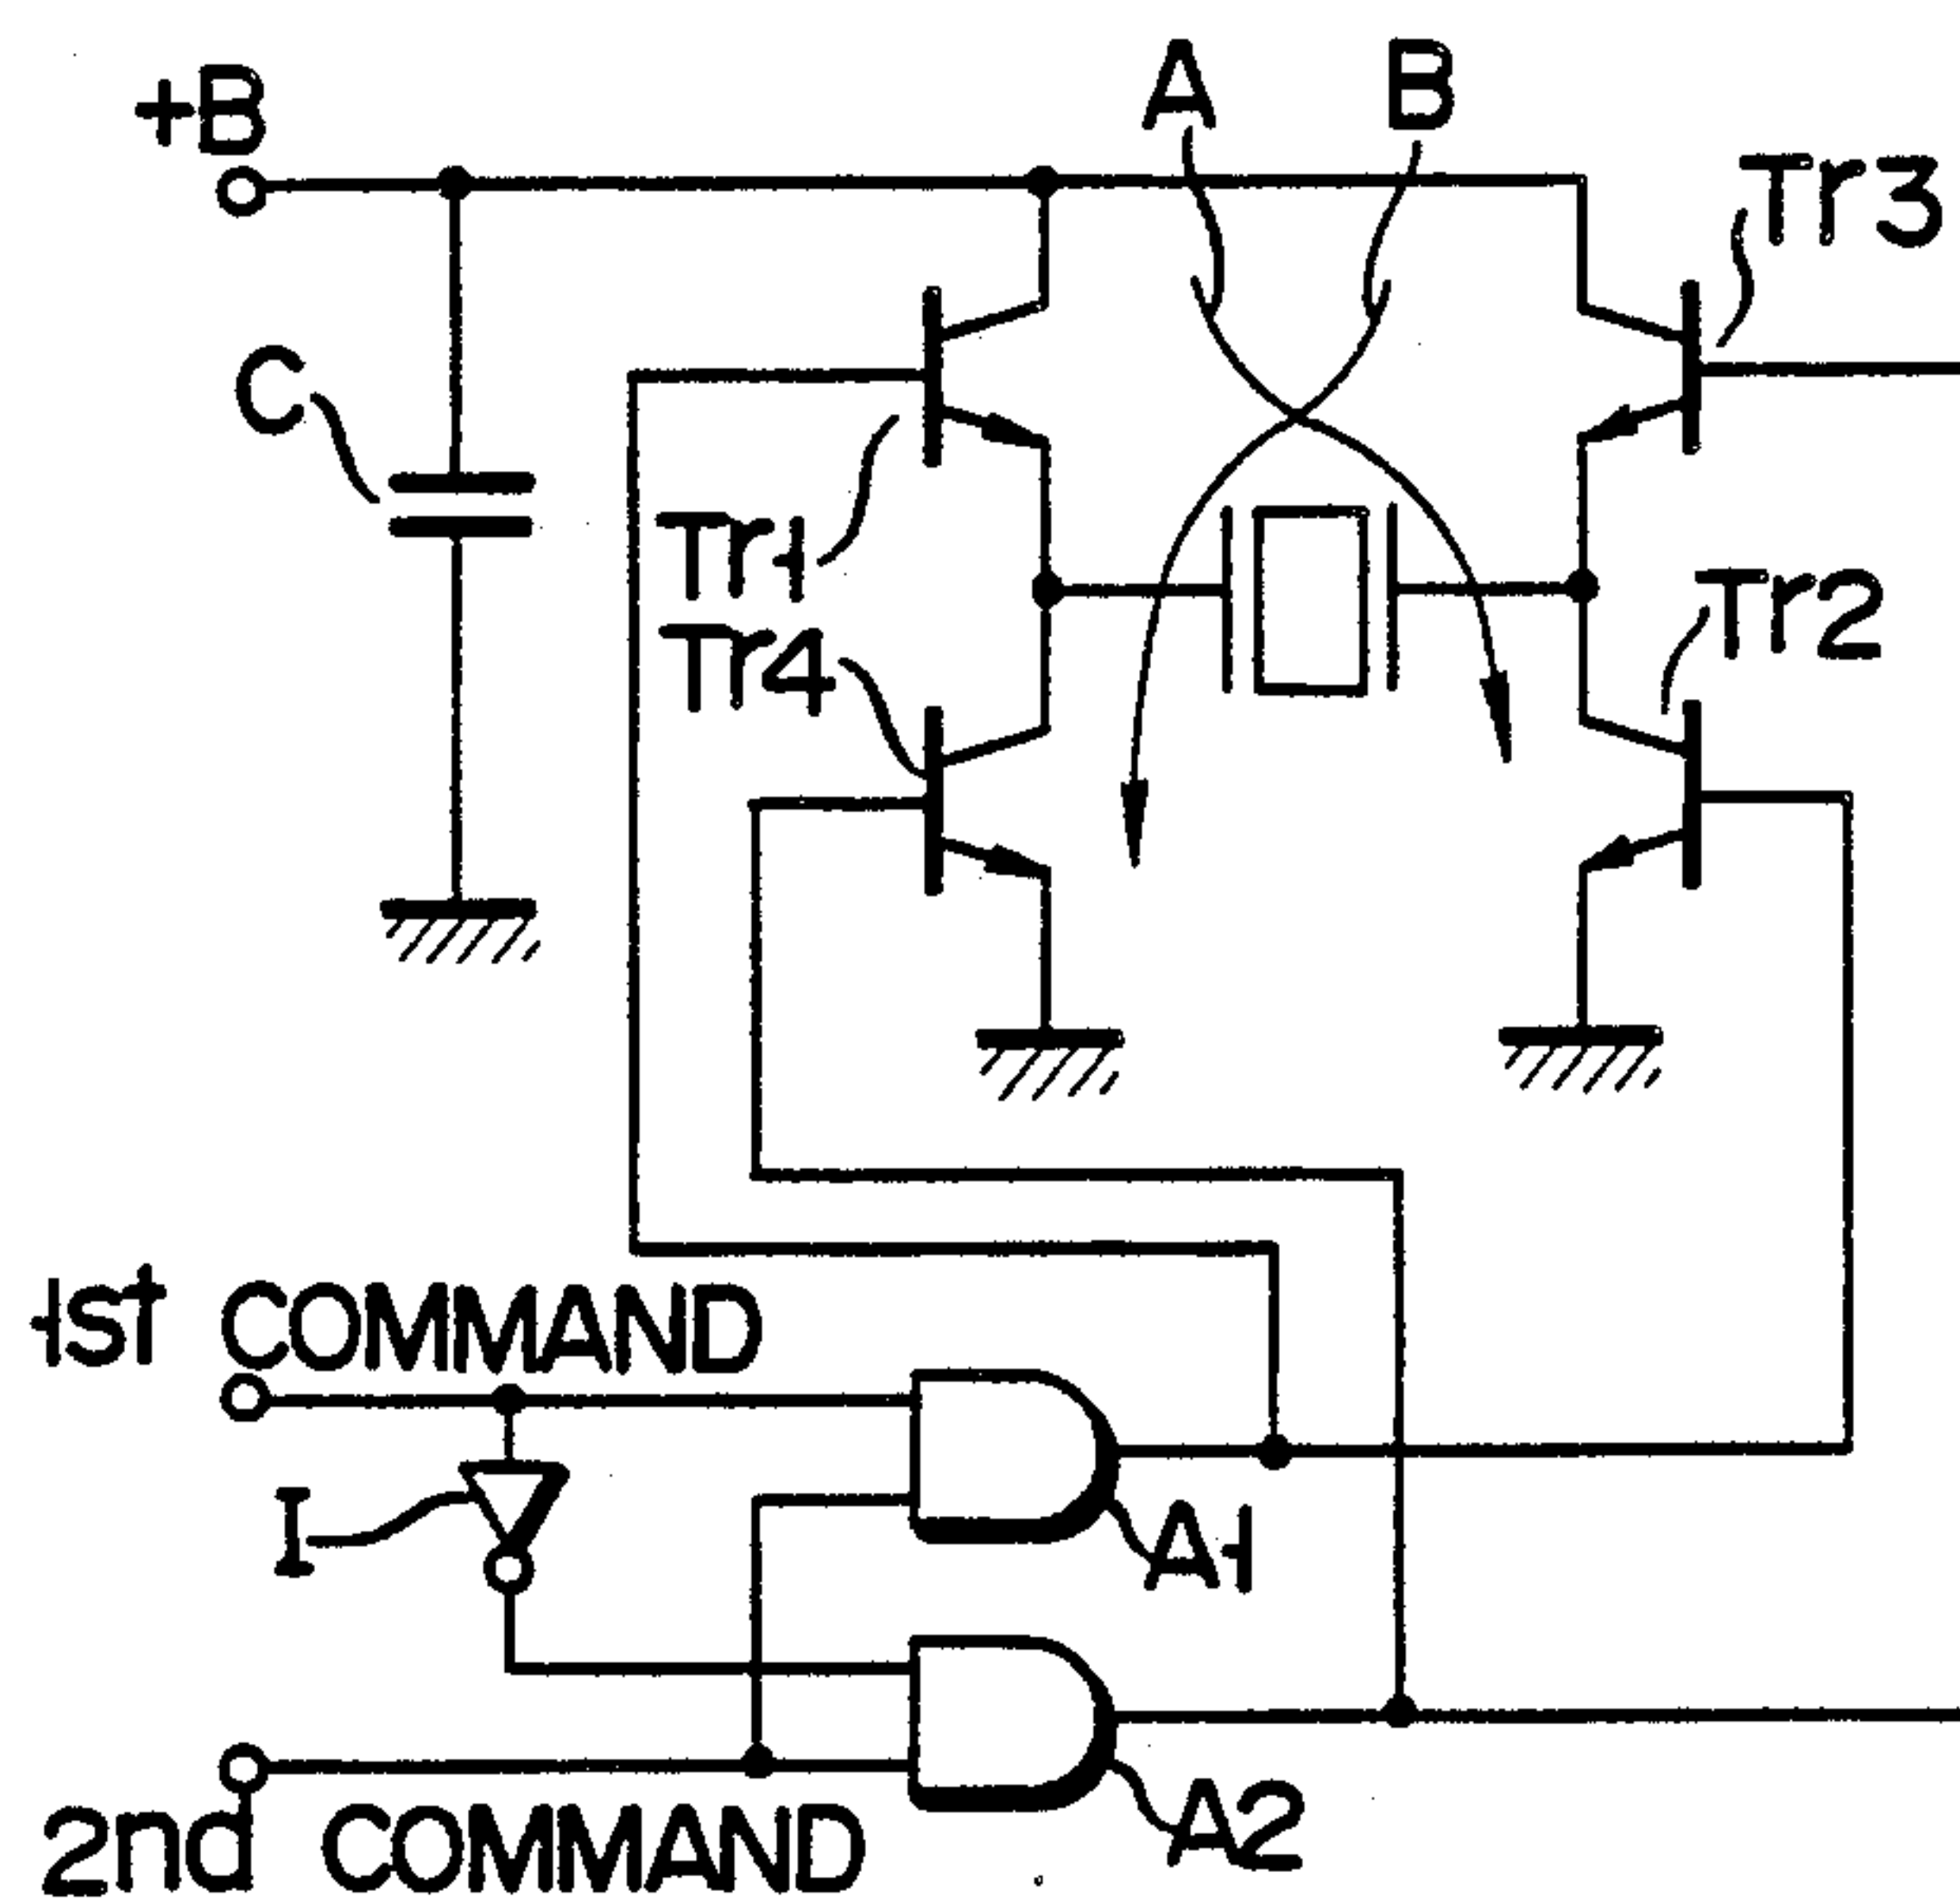 A B
+B
Tr3
C
Tr1
Tr2
Tr4
1st COMMAND
I
A1
A2
2nd COMMAND